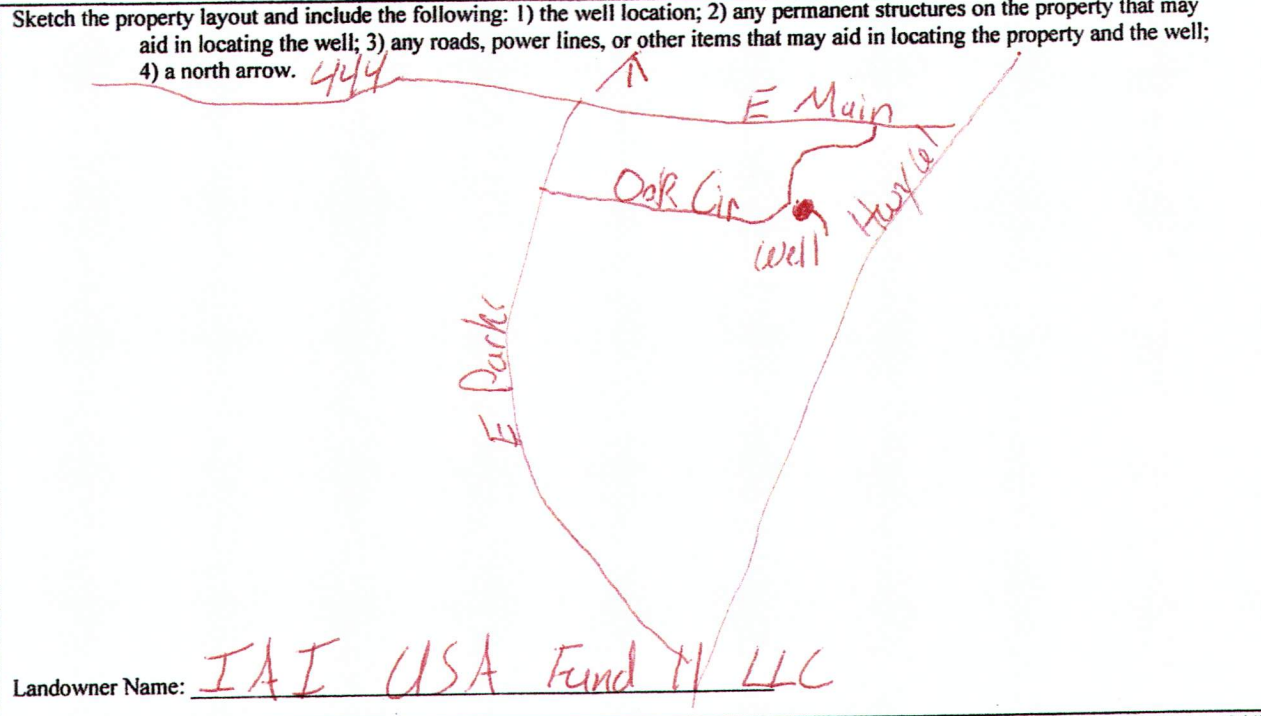 Sketch the property layout and include the following: 1) the well location; 2) any permanent structures on the property that may
aid in locating the well; 3) any roads, power lines, or other items that may aid in locating the property and the well;
4) a north arrow.
444
E Main
Cir
Hwy 61
well
E Park
Landowner Name: IAI USA Fund II LLC